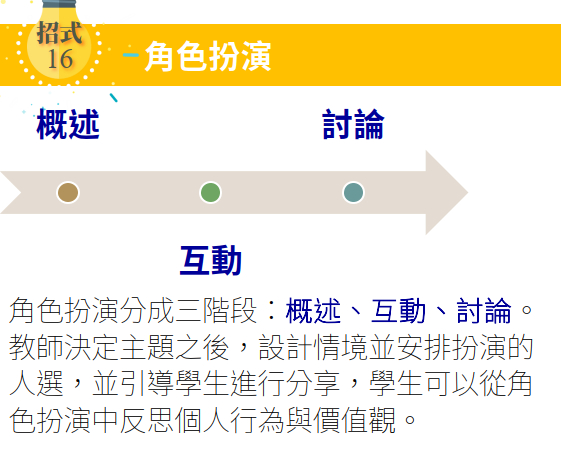 招式
16
角色扮演
概述
討論
互動
角色扮演分成三階段：概述、互動、討論。
教師決定主題之後，設計情境並安排扮演的
人選，並引導學生進行分享，學生可以從角
色扮演中反思個人行為與價值觀。